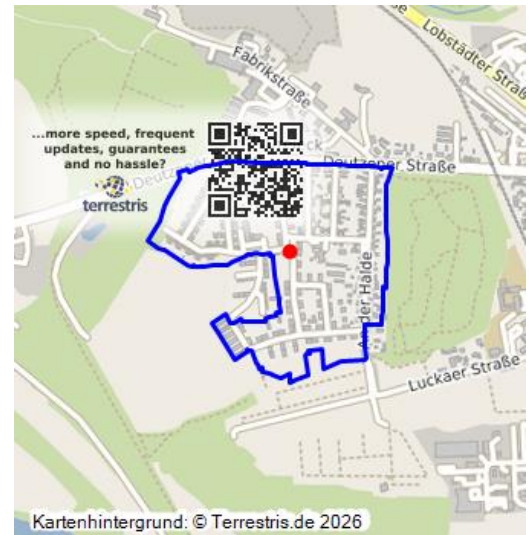 Lobstädter Straße
Fabrikstraße
...more speed, frequent
updates, guarantees
and no hassle?
terrestris
Deutzener Straße
An der Halde
Luckaer Straße
Kartenhintergrund: © Terrestris.de 2026